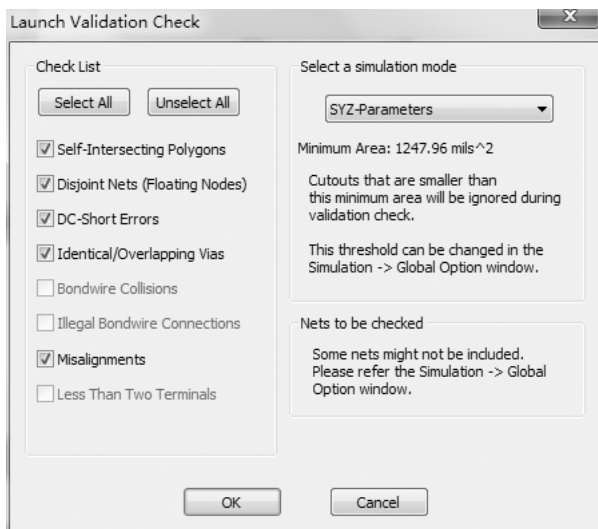 Launch Validation Check
x
Check List
Select All
Unselect All
Self-Intersecting Polygons
Disjoint Nets (Floating Nodes)
DC-Short Errors
Identical/Overlapping Vias
Bondwire Collisions
Illegal Bondwire Connections
Misalignments
Less Than Two Terminals
Select a simulation mode
SYZ-Parameters
Minimum Area: 1247.96 mils^2
Cutouts that are smaller than
this minimum area will be ignored during
validation check.
This threshold can be changed in the
Simulation -> Global Option window.
Nets to be checked
Some nets might not be included.
Please refer the Simulation -> Global
Option window.
OK
Cancel